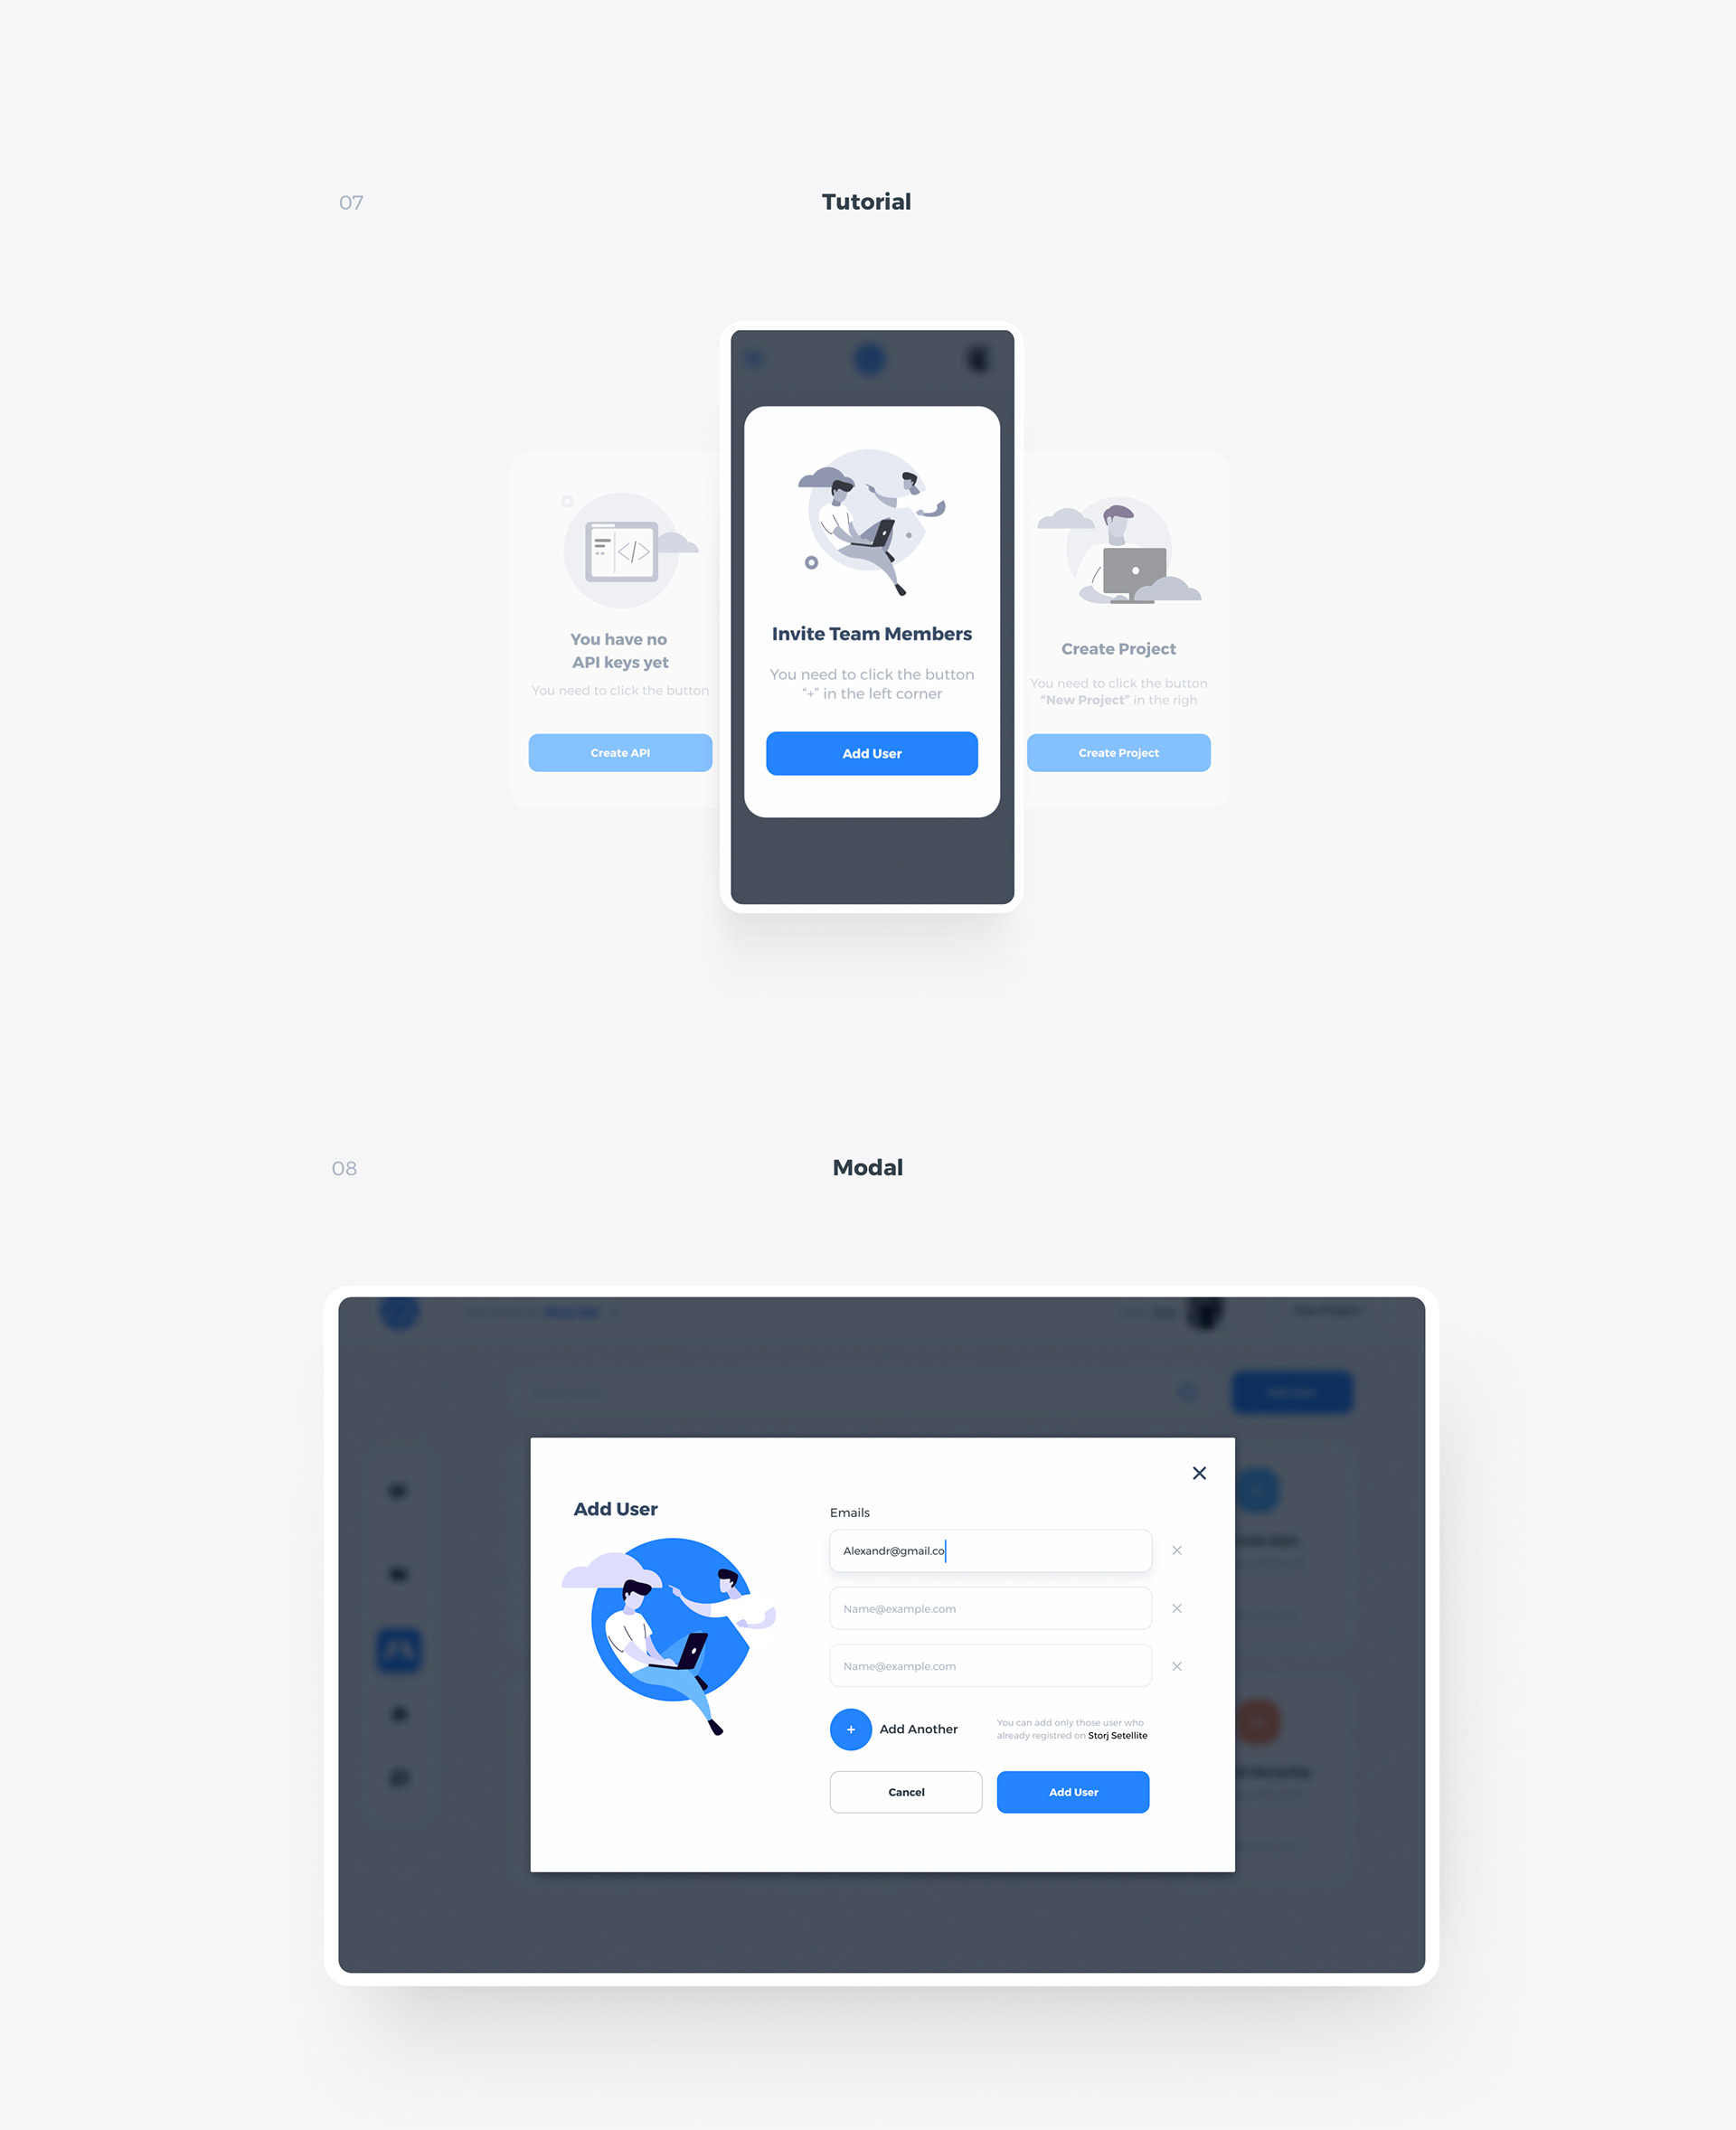 07
Tutorial
You have no
API keys yet
You need to click the button
Create API
Invite Team Members
You need to click the button
“+” in the left corner
Add User
Create Project
You need to click the button
“New Project” in the righ
Create Project
08
Modal
Add User
Emails
Alexandr@gmail.co
Name@example.com
Name@example.com
+ Add Another
You can add only those user who
already registred on Storj Setellite
Cancel
Add User